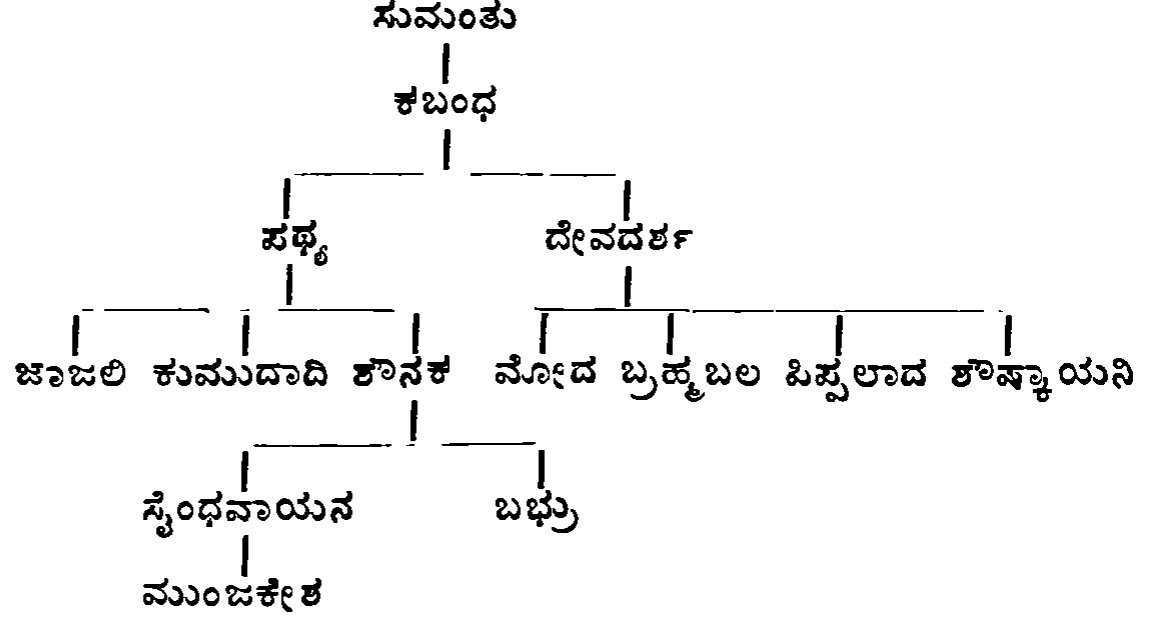 ಸುಮಂತು
ಕಬಂಧ
ಪಥ್ಯ ದೇವದರ್ಶ
ಜಾಜಲಿ ಕುಮುದಾದಿ ಶೌನಕ ಮೋದ ಬ್ರಹ್ಮಬಲ ಪಿಪ್ಪಲಾದ ಶೌಷ್ಕಾಯನಿ
ಸೈಂಧವಾಯನ ಬಭ್ರು
ಮುಂಜಕೇಶ